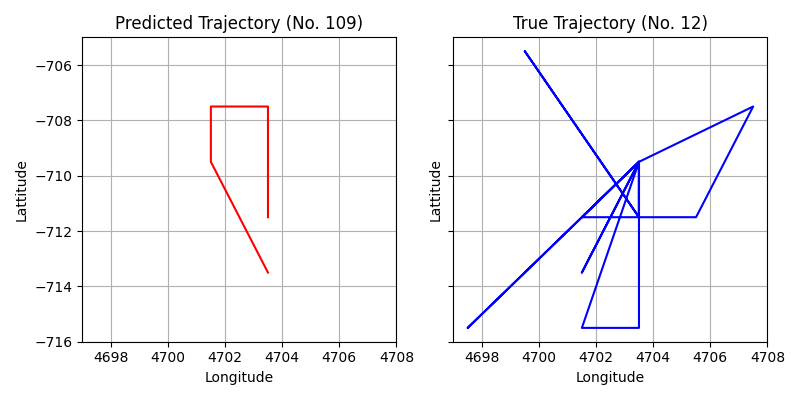 Predicted Trajectory (No. 109)
True Trajectory (No. 12)
Lattitude
−706
−708
−710
−712
−714
−716
4698 4700 4702 4704 4706 4708
Longitude
Lattitude
4698 4700 4702 4704 4706 4708
Longitude